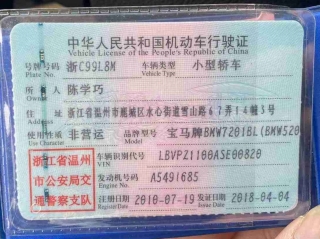 中华人民共和国机动车行驶证
Vehicle License of the People's Republic of China
号牌号码 浙C99L8M 车辆类型 小型轿车
Plate No. Vehicle Type
所有人 陈学巧
Owner
住址 浙江省温州市鹿城区水心街道雪山路67弄14幢3号
Address
使用性质 非营运 品牌型号 宝马牌BMW7201BL(BMW520
Use Character
浙江省温州
市公安局交
通警察支队
车辆识别代号 LBVPZ1100ASE00820
VIN
发动机号码 A5491685
Engine No.
注册日期 2010-07-19 发证日期 2018-04-04
Register Date Issue Date